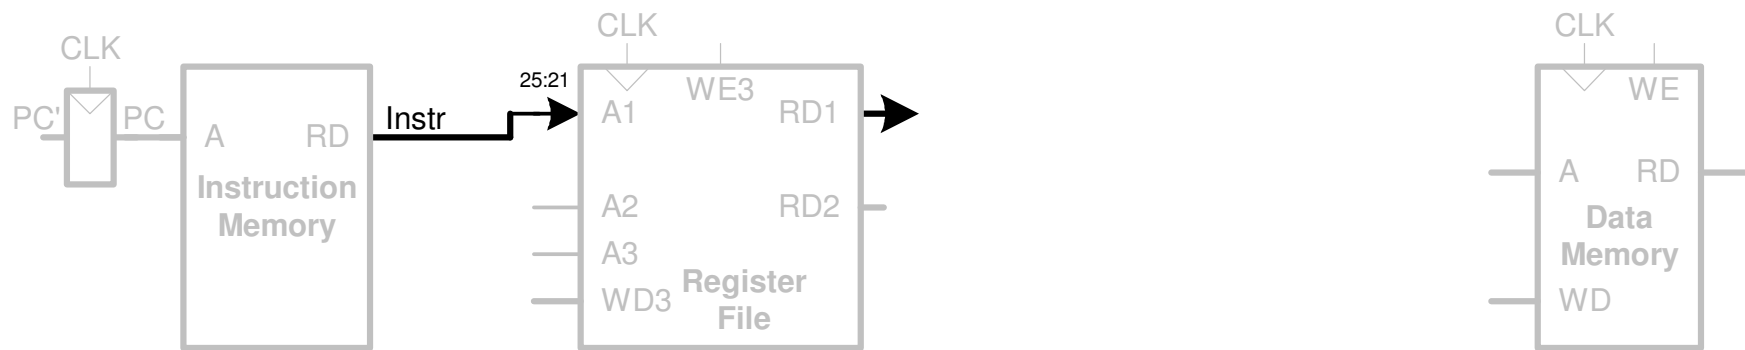 CLK
PC'
PC
A
RD
Instruction
Memory
Instr
25:21
CLK
WE3
A1
RD1
A2
RD2
A3
WD3
Register
File
CLK
WE
A
RD
Data
Memory
WD